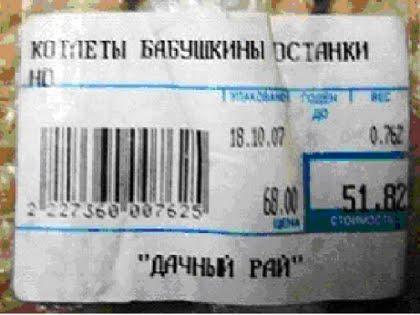 КОТЛЕТЫ БАБУШКИНЫ ОСТАНКИ
НО
УПАКОВАНО ГОДЕН ДО ВЕС
18.10.07 0.762
68.00 51.82
ЦЕНА СТОИМОСТЬ
2 227360 007625
"ДАЧНЫЙ РАЙ"